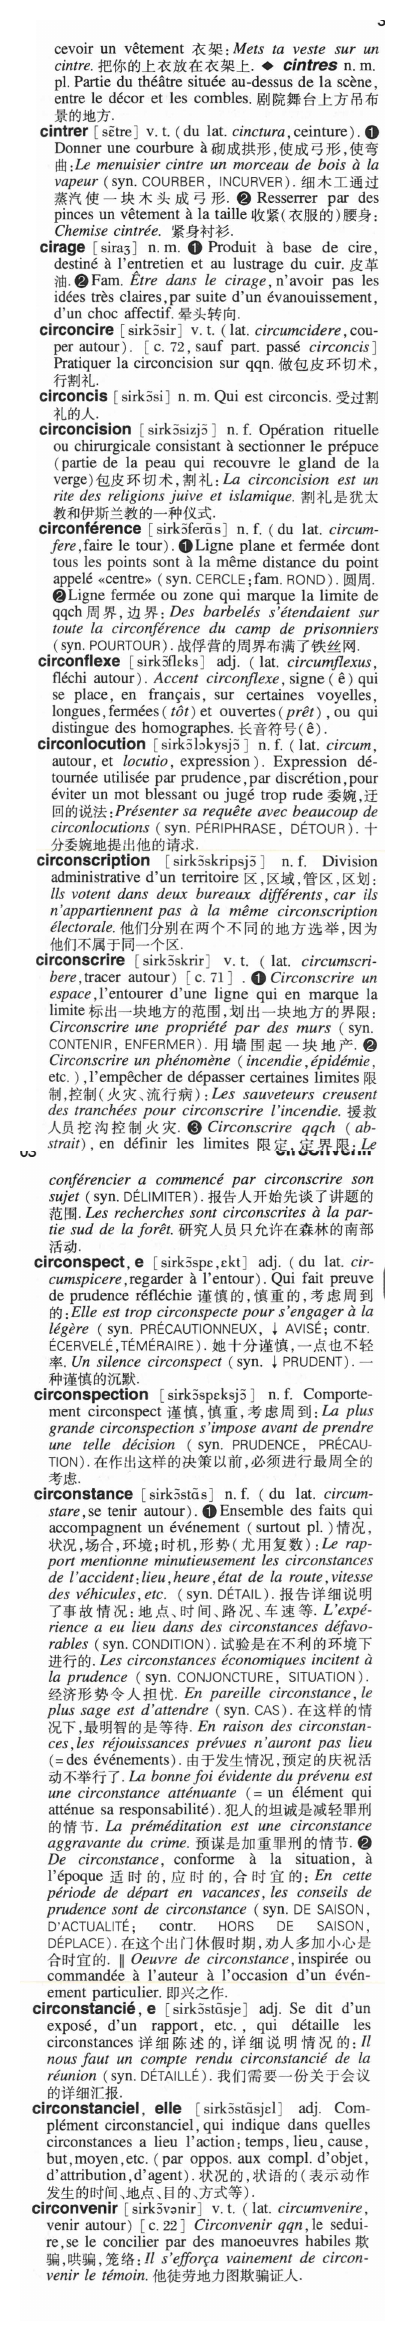 cevoir un vêtement 衣架: Mets ta veste sur un
cintre. 把你的上衣放在衣架上. ◆ cintres n. m.
pl. Partie du théâtre située au-dessus de la scène,
entre le décor et les combles. 剧院舞台上方吊布
景的地方.
cintrer [sɛ̃tre] v. t. (du lat. cinctura, ceinture). ❶
Donner une courbure à 砌成拱形, 使成弓形, 使弯
曲: Le menuisier cintre un morceau de bois à la
vapeur (syn. COURBER, INCURVER). 细木工通过
蒸汽使一块木头成弓形. ❷ Resserrer par des
pinces un vêtement à la taille 收紧(衣服的)腰身:
Chemise cintrée. 紧身衬衫.
cirage [siraʒ] n. m. ❶ Produit à base de cire,
destiné à l'entretien et au lustrage du cuir. 皮革
油. ❷ Fam. Être dans le cirage, n'avoir pas les
idées très claires, par suite d'un évanouissement,
d'un choc affectif. 晕头转向.
circoncire [sirkɔ̃sir] v. t. (lat. circumcidere, cou-
per autour). [c. 72, sauf part. passé circoncis]
Pratiquer la circoncision sur qqn. 做包皮环切术,
行割礼.
circoncis [sirkɔ̃si] n. m. Qui est circoncis. 受过割
礼的人.
circoncision [sirkɔ̃sizjɔ̃] n. f. Opération rituelle
ou chirurgicale consistant à sectionner le prépuce
(partie de la peau qui recouvre le gland de la
verge) 包皮环切术, 割礼: La circoncision est un
rite des religions juive et islamique. 割礼是犹太
教和伊斯兰教的一种仪式.
circonférence [sirkɔ̃ferɑ̃s] n. f. (du lat. circum-
fere, faire le tour). ❶ Ligne plane et fermée dont
tous les points sont à la même distance du point
appelé «centre» (syn. CERCLE; fam. ROND). 圆周.
❷ Ligne fermée ou zone qui marque la limite de
qqch 周界, 边界: Des barbelés s'étendaient sur
toute la circonférence du camp de prisonniers
(syn. POURTOUR). 战俘营的周界布满了铁丝网.
circonflexe [sirkɔ̃flɛks] adj. (lat. circumflexus,
fléchi autour). Accent circonflexe, signe (ê) qui
se place, en français, sur certaines voyelles,
longues, fermées (tôt) et ouvertes (prêt), ou qui
distingue des homographes. 长音符号(ê).
circonlocution [sirkɔ̃lɔkysjɔ̃] n. f. (lat. circum,
autour, et locutio, expression). Expression dé-
tournée utilisée par prudence, par discrétion, pour
éviter un mot blessant ou jugé trop rude 委婉, 迂
回的说法: Présenter sa requête avec beaucoup de
circonlocutions (syn. PÉRIPHRASE, DÉTOUR). 十
分委婉地提出他的请求.
circonscription [sirkɔ̃skripsjɔ̃] n. f. Division
administrative d'un territoire 区, 区域, 管区, 区划:
Ils votent dans deux bureaux différents, car ils
n'appartiennent pas à la même circonscription
électorale. 他们分别在两个不同的地方选举, 因为
他们不属于同一个区.
circonscrire [sirkɔ̃skrir] v. t. (lat. circumscri-
bere, tracer autour) [c. 71]. ❶ Circonscrire un
espace, l'entourer d'une ligne qui en marque la
limite 标出一块地方的范围, 划出一块地方的界限:
Circonscrire une propriété par des murs (syn.
CONTENIR, ENFERMER). 用墙围起一块地产. ❷
Circonscrire un phénomène (incendie, épidémie,
etc.), l'empêcher de dépasser certaines limites 限
制, 控制(火灾、流行病): Les sauveteurs creusent
des tranchées pour circonscrire l'incendie. 援救
人员挖沟控制火灾. ❸ Circonscrire qqch (ab-
strait), en définir les limites 限定, 定界限: Le
conférencier a commencé par circonscrire son
sujet (syn. DÉLIMITER). 报告人开始先谈了讲题的
范围. Les recherches sont circonscrites à la par-
tie sud de la forêt. 研究人员只允许在森林的南部
活动.
circonspect, e [sirkɔ̃spɛ, ɛkt] adj. (du lat. cir-
cumspicere, regarder à l'entour). Qui fait preuve
de prudence réfléchie 谨慎的, 慎重的, 考虑周到
的: Elle est trop circonspecte pour s'engager à la
légère (syn. PRÉCAUTIONNEUX, ↓ AVISÉ; contr.
ÉCERVELÉ, TÉMÉRAIRE). 她十分谨慎, 一点也不轻
率. Un silence circonspect (syn. ↓ PRUDENT). 一
种谨慎的沉默.
circonspection [sirkɔ̃spɛksjɔ̃] n. f. Comporte-
ment circonspect 谨慎, 慎重, 考虑周到: La plus
grande circonspection s'impose avant de prendre
une telle décision (syn. PRUDENCE, PRÉCAU-
TION). 在作出这样的决策以前, 必须进行最周全的
考虑.
circonstance [sirkɔ̃stɑ̃s] n. f. (du lat. circum-
stare, se tenir autour). ❶ Ensemble des faits qui
accompagnent un événement (surtout pl.) 情况,
状况, 场合, 环境; 时机, 形势(尤用复数): Le rap-
port mentionne minutieusement les circonstances
de l'accident: lieu, heure, état de la route, vitesse
des véhicules, etc. (syn. DÉTAIL). 报告详细说明
了事故情况: 地点、时间、路况、车速等. L'expé-
rience a eu lieu dans des circonstances défavo-
rables (syn. CONDITION). 试验是在不利的环境下
进行的. Les circonstances économiques incitent à
la prudence (syn. CONJONCTURE, SITUATION).
经济形势令人担忧. En pareille circonstance, le
plus sage est d'attendre (syn. CAS). 在这样的情
况下, 最明智的是等待. En raison des circonstan-
ces, les réjouissances prévues n'auront pas lieu
(= des événements). 由于发生情况, 预定的庆祝活
动不举行了. La bonne foi évidente du prévenu est
une circonstance atténuante (= un élément qui
atténue sa responsabilité). 犯人的坦诚是减轻罪刑
的情节. La préméditation est une circonstance
aggravante du crime. 预谋是加重罪刑的情节. ❷
De circonstance, conforme à la situation, à
l'époque 适时的, 应时的, 合时宜的: En cette
période de départ en vacances, les conseils de
prudence sont de circonstance (syn. DE SAISON,
D'ACTUALITÉ; contr. HORS DE SAISON,
DÉPLACÉ). 在这个出门休假时期, 劝人多加小心是
合时宜的. ‖ Oeuvre de circonstance, inspirée ou
commandée à l'auteur à l'occasion d'un événe-
ement particulier. 即兴之作.
circonstancié, e [sirkɔ̃stɑ̃sje] adj. Se dit d'un
exposé, d'un rapport, etc., qui détaille les
circonstances 详细陈述的, 详细说明情况的: Il
nous faut un compte rendu circonstancié de la
réunion (syn. DÉTAILLÉ). 我们需要一份关于会议
的详细汇报.
circonstanciel, elle [sirkɔ̃stɑ̃sjɛl] adj. Com-
plément circonstanciel, qui indique dans quelles
circonstances a lieu l'action: temps, lieu, cause,
but, moyen, etc. (par oppos. aux compl. d'objet,
d'attribution, d'agent). 状况的, 状语的(表示动作
发生的时间、地点、目的、方式等).
circonvenir [sirkɔ̃vənir] v. t. (lat. circumvenire,
venir autour) [c. 22] Circonvenir qqn, le sedui-
re, se le concilier par des manoeuvres habiles 欺
骗, 哄骗, 笼络: Il s'efforça vainement de circon-
venir le témoin. 他徒劳地力图欺骗证人.